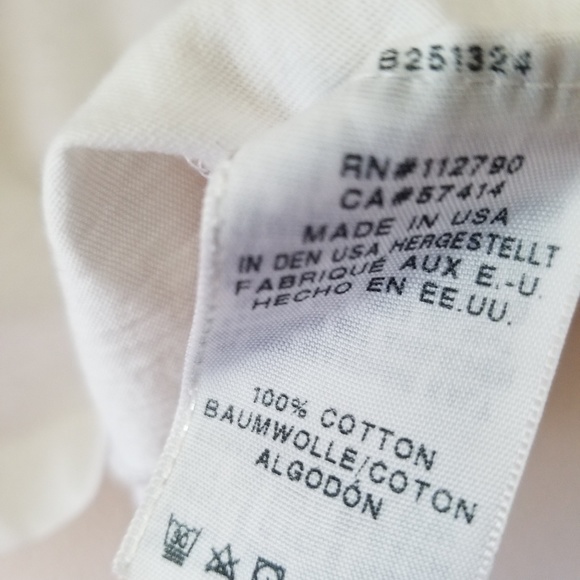 B251324
RN#112790
CA#57414
MADE IN USA
IN DEN USA HERGESTELLT
FABRIQUÉ AUX E.-U.
HECHO EN EE.UU.
100% COTTON
BAUMWOLLE/COTON
ALGODÓN
30